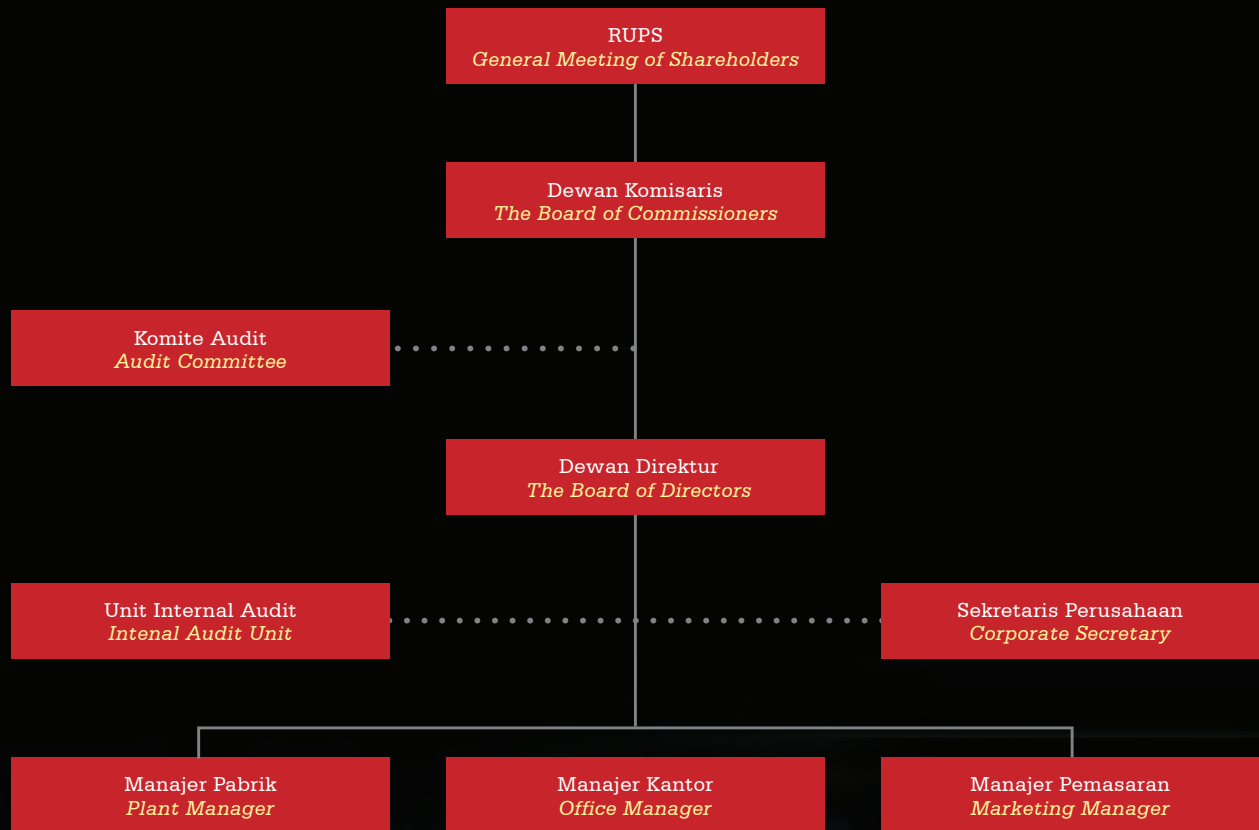 RUPS
General Meeting of Shareholders
Dewan Komisaris
The Board of Commissioners
Komite Audit
Audit Committee
Dewan Direktur
The Board of Directors
Unit Internal Audit
Intenal Audit Unit
Sekretaris Perusahaan
Corporate Secretary
Manajer Pabrik
Plant Manager
Manajer Kantor
Office Manager
Manajer Pemasaran
Marketing Manager